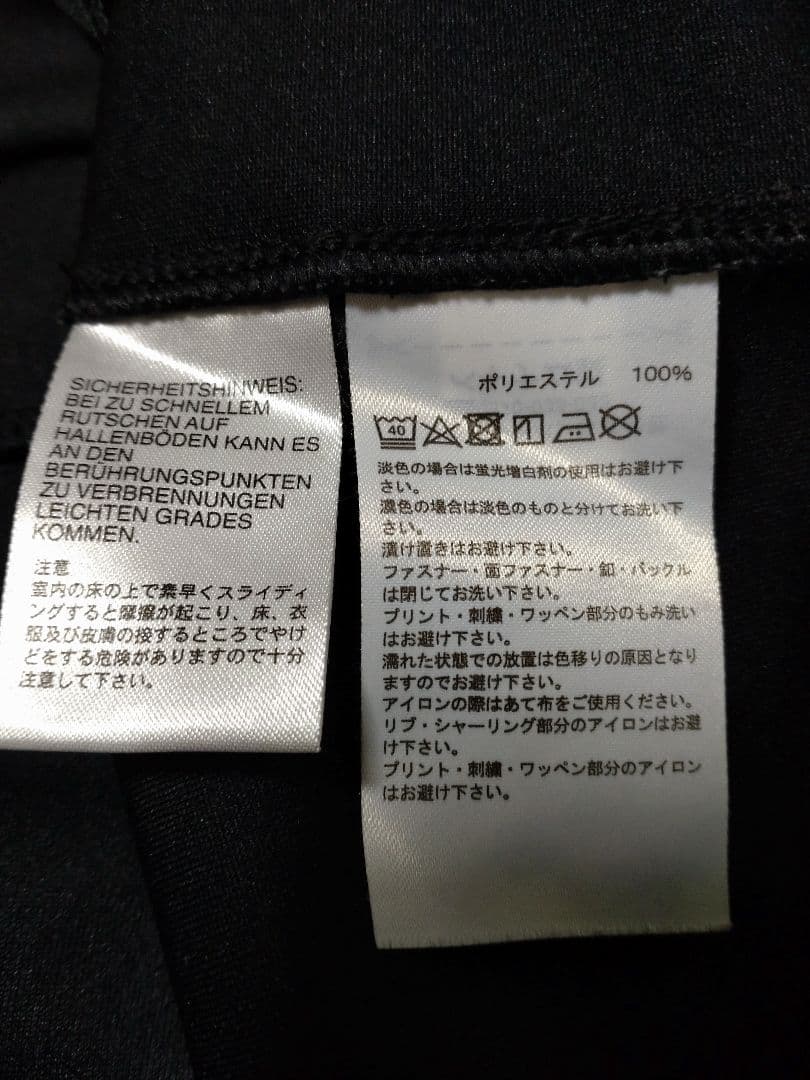 SICHERHEITSHINWEIS:
BEI ZU SCHNELLEM
RUTSCHEN AUF
HALLENBÖDEN KANN ES
AN DEN
BERÜHRUNGSPUNKTEN
ZU VERBRENNUNGEN
LEICHTEN GRADES
KOMMEN.
注意
室内の床の上で素早くスライディ
ングすると摩擦が起こり、床、衣
服及び皮膚の接するところでやけ
どをする危険がありますので十分
注意して下さい。
ポリエステル 100%
40
淡色の場合は蛍光増白剤の使用はお避け下
さい。
濃色の場合は淡色のものと分けてお洗い下
さい。
漬け置きはお避け下さい。
ファスナー・面ファスナー・釦・バックル
は閉じてお洗い下さい。
プリント・刺繍・ワッペン部分のもみ洗い
はお避け下さい。
濡れた状態での放置は色移りの原因となり
ますのでお避け下さい。
アイロンの際はあて布をご使用ください。
リブ・シャーリング部分のアイロンはお避
け下さい。
プリント・刺繍・ワッペン部分のアイロン
はお避け下さい。